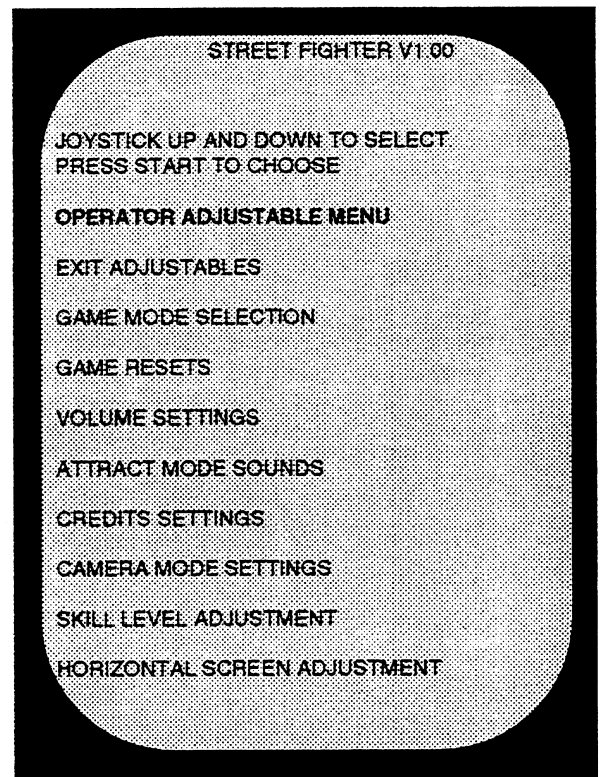 STREET FIGHTER V1.00
JOYSTICK UP AND DOWN TO SELECT.
PRESS START TO CHOOSE
OPERATOR ADJUSTABLE MENU
EXIT ADJUSTABLES
GAME MODE SELECTION
GAME RESETS
VOLUME SETTINGS
ATTRACT MODE SOUNDS
CREDITS SETTINGS
CAMERA MODE SETTINGS
SKILL LEVEL ADJUSTMENT
HORIZONTAL SCREEN ADJUSTMENT